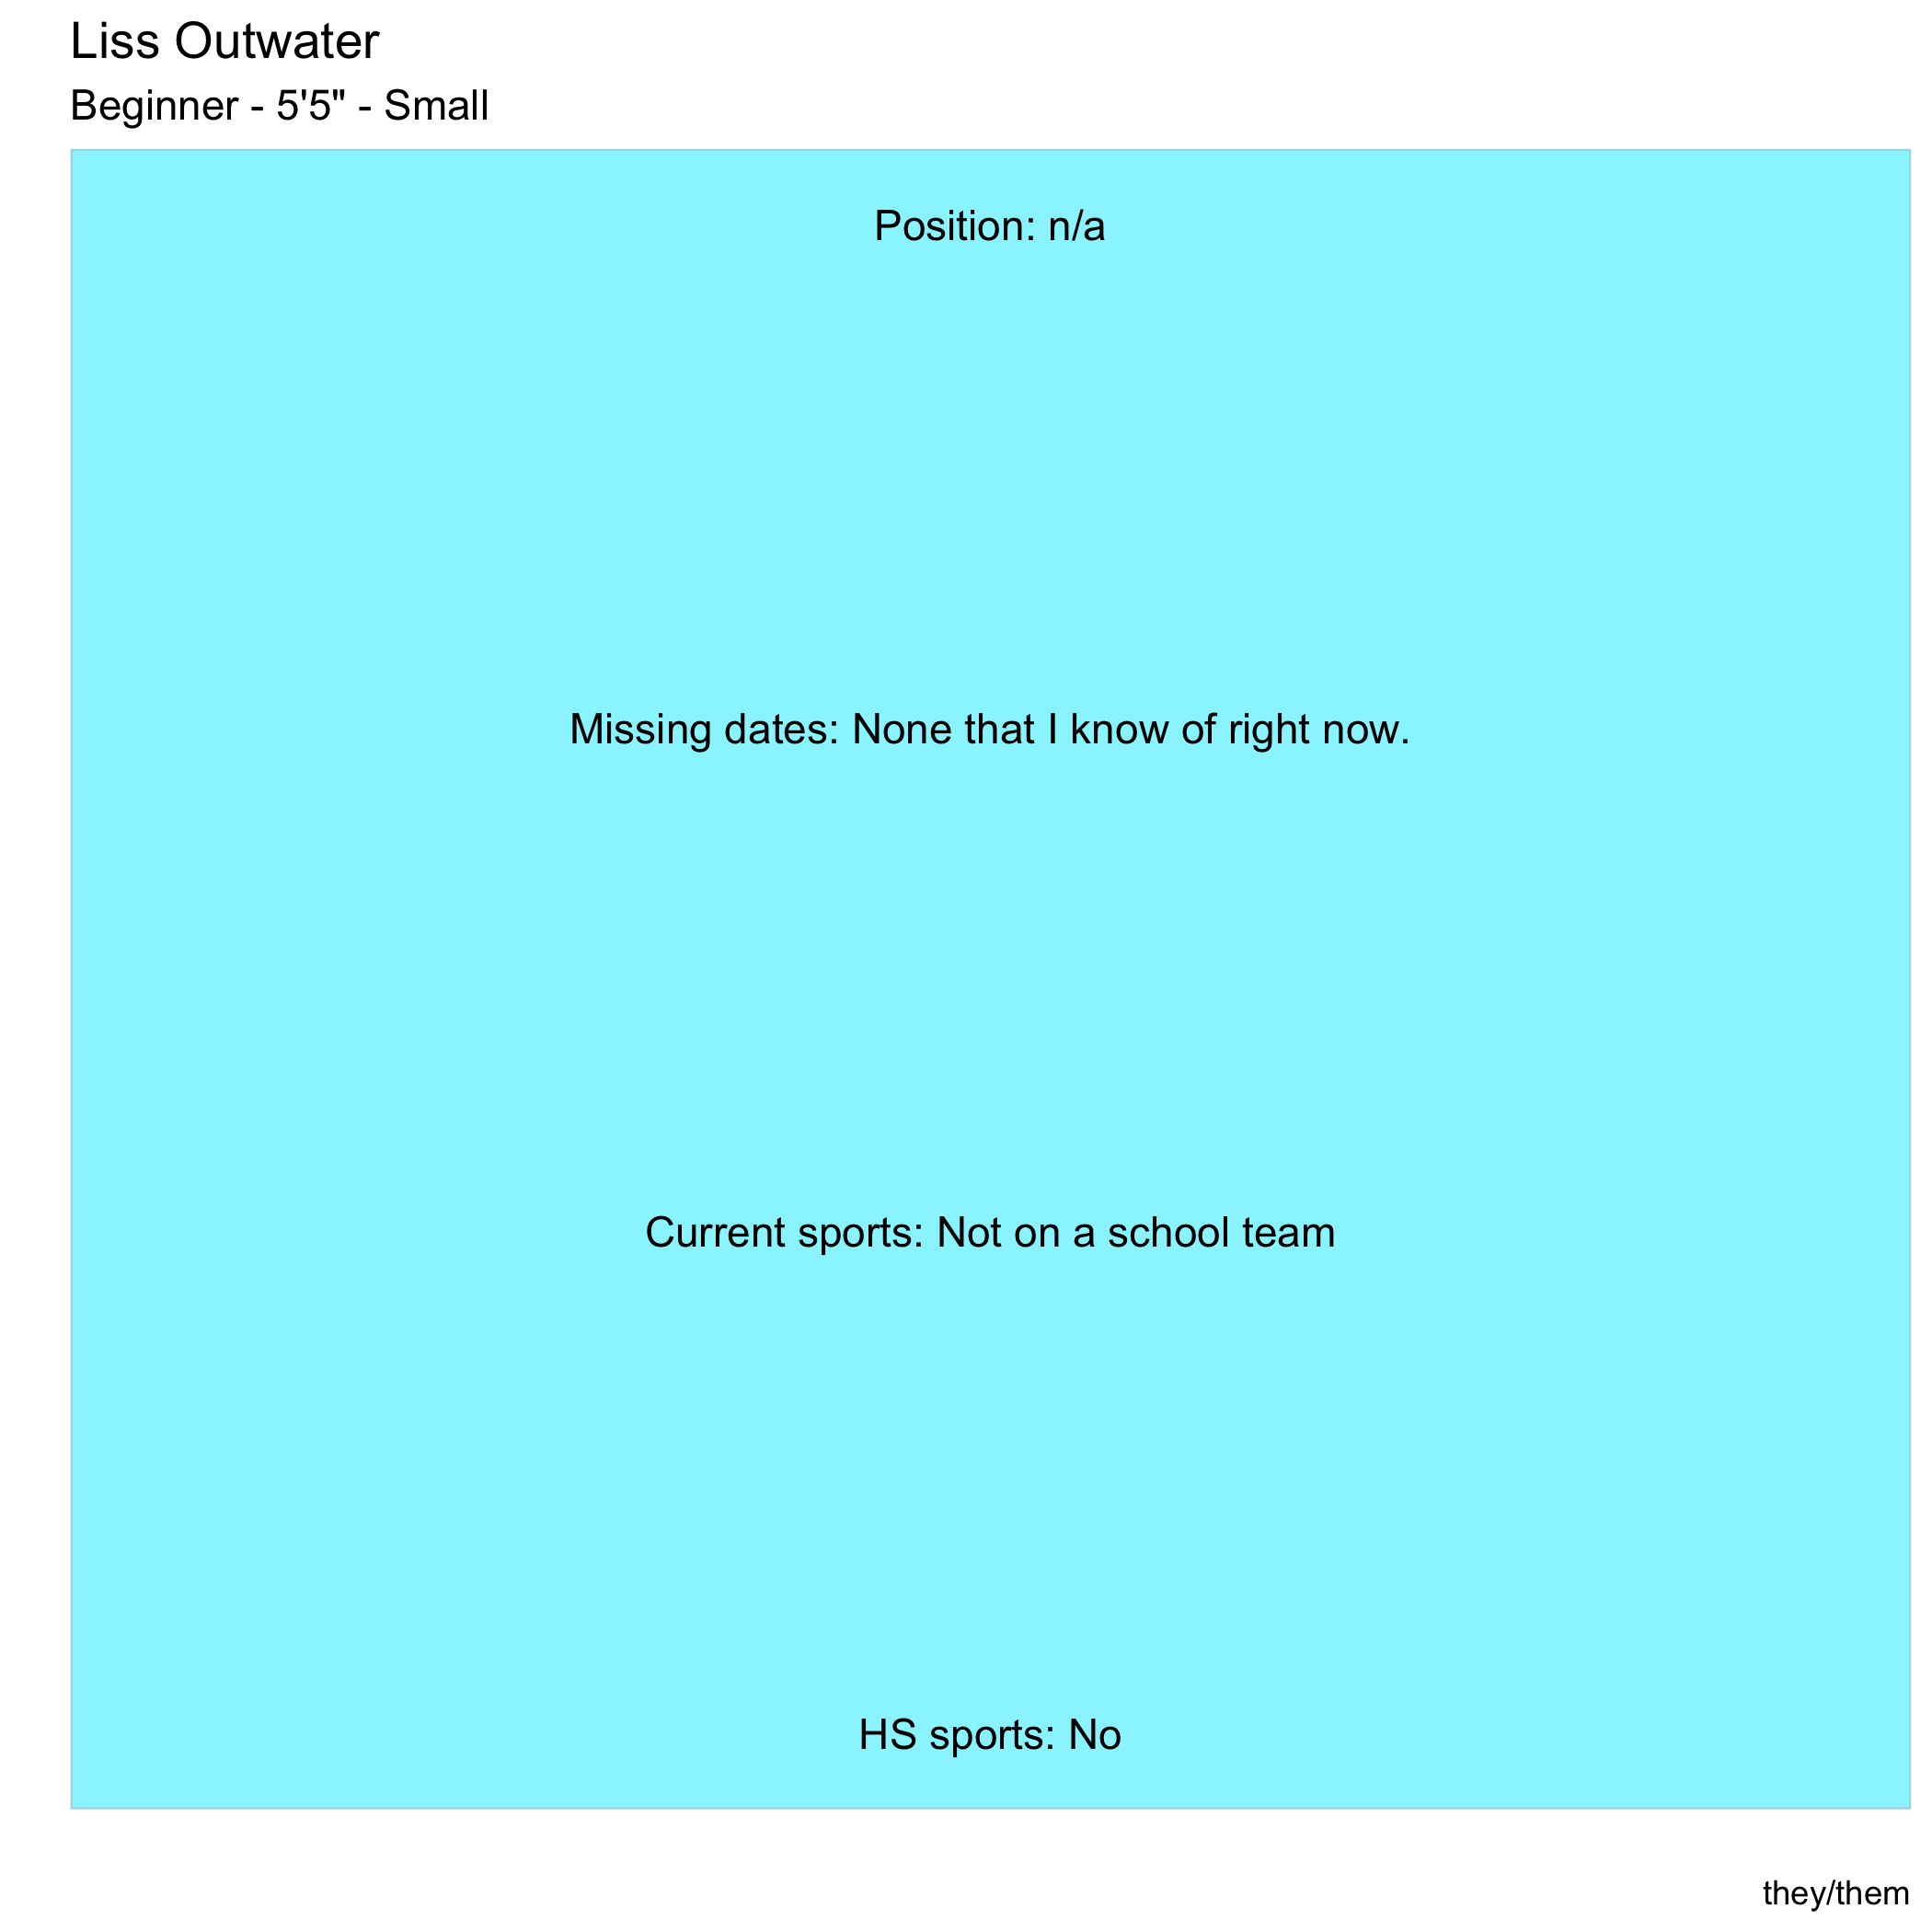 Liss Outwater
Beginner - 5'5" - Small
Position: n/a
Missing dates: None that I know of right now.
Current sports: Not on a school team
HS sports: No
they/them